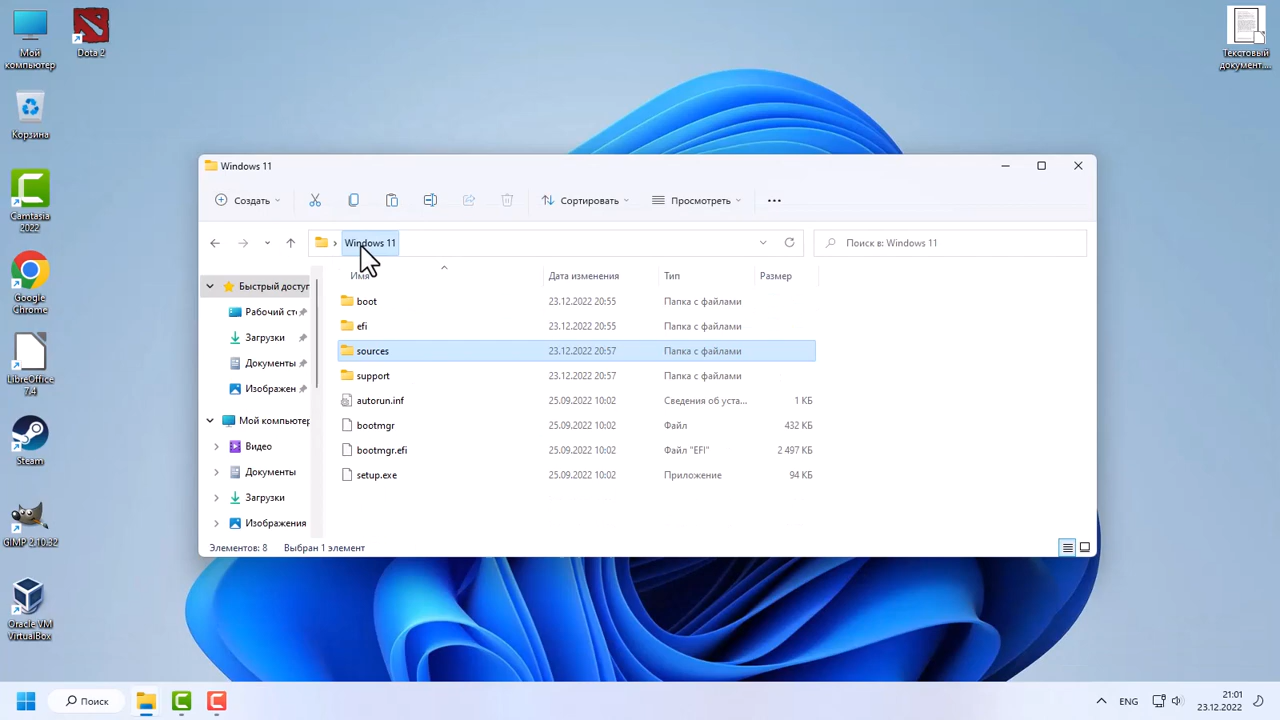 Мой
компьютер
Dota 2
Корзина
Camtasia
2022
Google
Chrome
LibreOffice
7.4
Steam
GIMP 2.10.32
Oracle VM
VirtualBox
Текстовый
документ....
Windows 11
Создать
Сортировать
Просмотреть
Windows 11
Поиск в: Windows 11
Имя Дата изменения Тип Размер
boot 23.12.2022 20:55 Папка с файлами
efi 23.12.2022 20:55 Папка с файлами
sources 23.12.2022 20:57 Папка с файлами
support 23.12.2022 20:57 Папка с файлами
autorun.inf 25.09.2022 10:02 Сведения об уста... 1 КБ
bootmgr 25.09.2022 10:02 Файл 432 КБ
bootmgr.efi 25.09.2022 10:02 Файл "EFI" 2 497 КБ
setup.exe 25.09.2022 10:02 Приложение 94 КБ
Быстрый доступ
Рабочий сто
Загрузки
Документы
Изображен
Мой компьютер
Видео
Документы
Загрузки
Изображения
Элементов: 8 Выбран 1 элемент
Поиск
ENG
21:01
23.12.2022